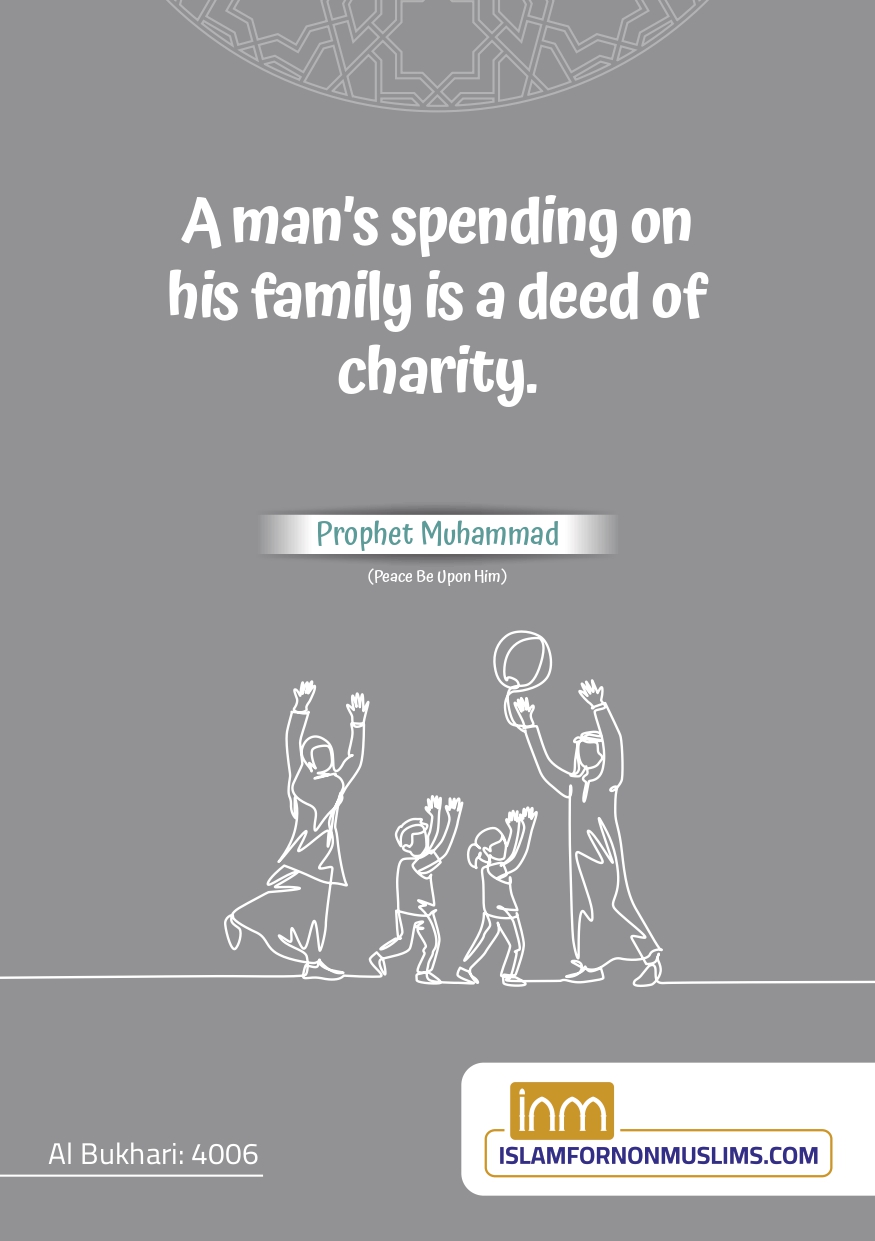 A man's spending on
his family is a deed of
charity.
Prophet Muhammad
(Peace Be Upon Him)
Al Bukhari: 4006
inm
ISLAMFORNONMUSLIMS.COM